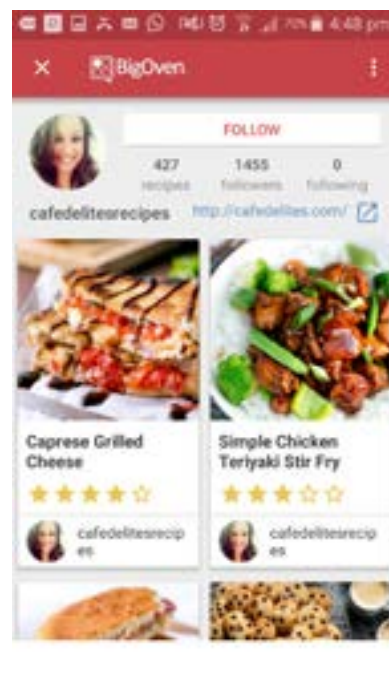 70% 4:48 pm
BigOven
FOLLOW
427 1455 0
recipes followers following
cafedelitesrecipes http://cafedelites.com/
Caprese Grilled
Cheese
Simple Chicken
Teriyaki Stir Fry
cafedelitesrecip
es
cafedelitesrecip
es